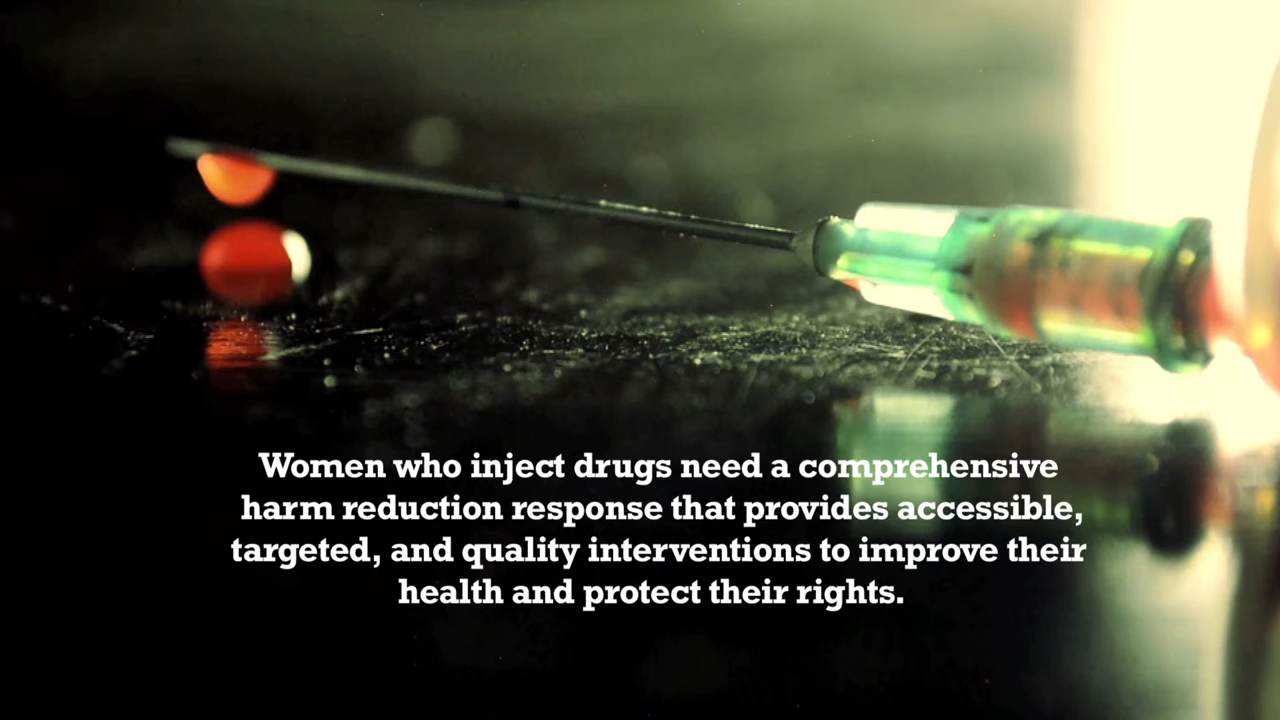 Women who inject drugs need a comprehensive
harm reduction response that provides accessible,
targeted, and quality interventions to improve their
health and protect their rights.